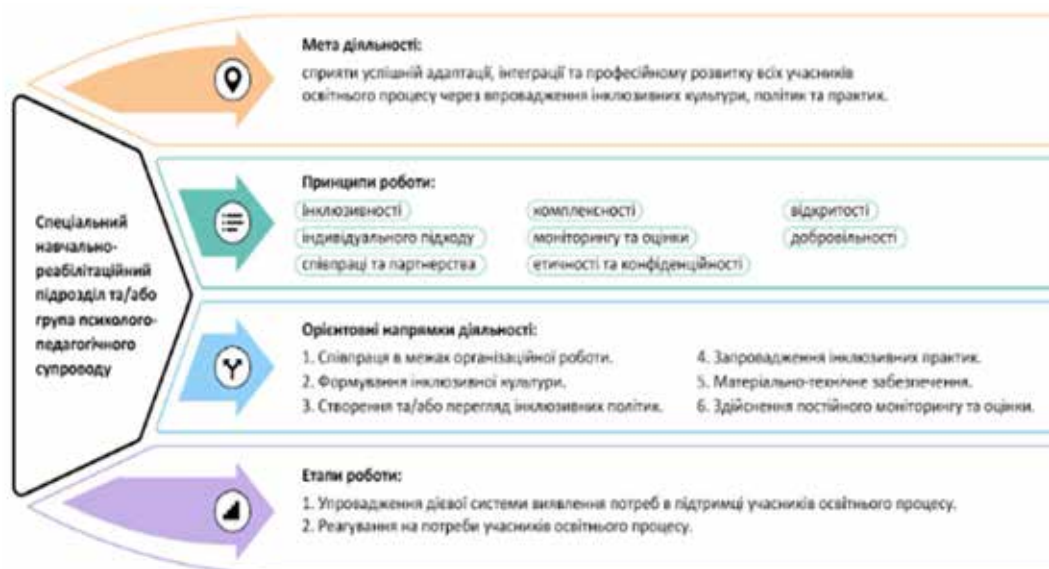 Спеціальний
навчально-
реабілітаційний
підрозділ та/або
група психолого-
педагогічного
супроводу
Мета діяльності:
сприяти успішній адаптації, інтеграції та професійному розвитку всіх учасників
освітнього процесу через впровадження інклюзивних культури, політик та практик.
Принципи роботи:
інклюзивності
комплексності
відкритості
індивідуального підходу
моніторингу та оцінки
добровільності
співпраці та партнерства
етичності та конфіденційності
Орієнтовні напрямки діяльності:
1. Співпраця в межах організаційної роботи.
2. Формування інклюзивної культури.
3. Створення та/або перегляд інклюзивних політик.
4. Запровадження інклюзивних практик.
5. Матеріально-технічне забезпечення.
6. Здійснення постійного моніторингу та оцінки.
Етапи роботи:
1. Упровадження дієвої системи виявлення потреб в підтримці учасників освітнього процесу.
2. Реагування на потреби учасників освітнього процесу.